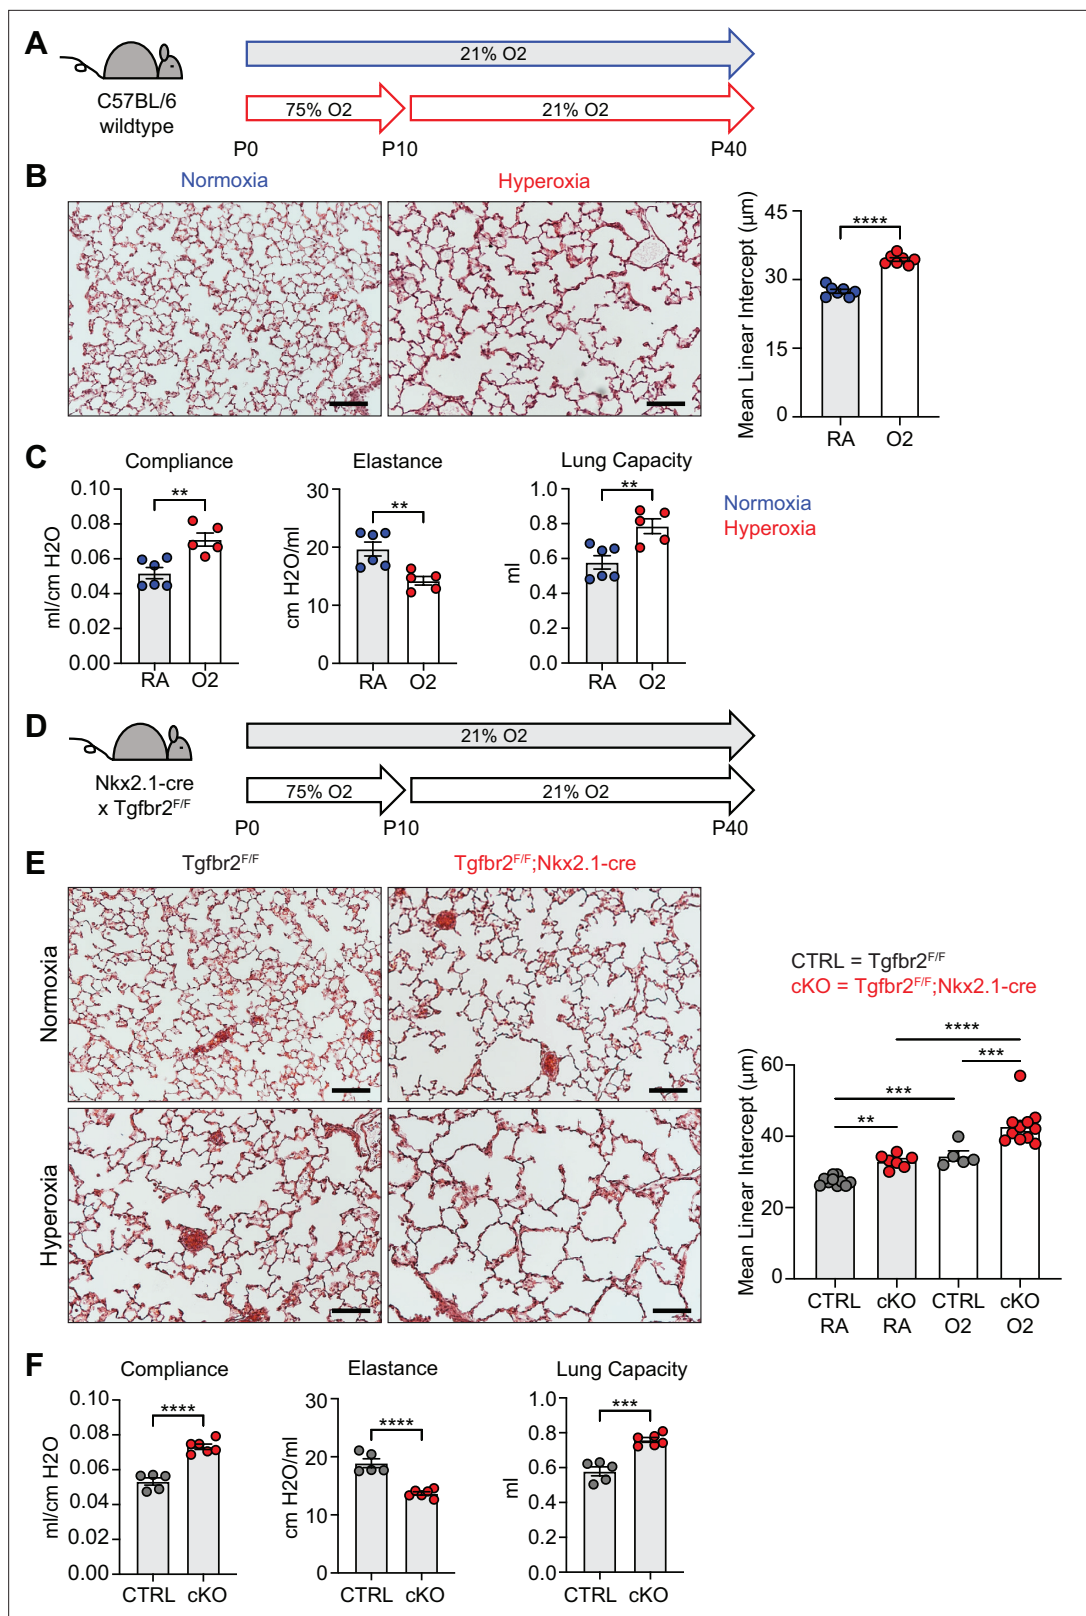 A
C57BL/6
wildtype
21% O2
75% O2
21% O2
P0
P10
P40
B
Normoxia
Hyperoxia
Mean Linear Intercept (µm)
45
30
15
0
****
RA
O2
C
Compliance
ml/cm H2O
0.10
0.08
0.06
0.04
0.02
0.00
**
RA
O2
Elastance
cm H2O/ml
30
20
10
0
**
RA
O2
Lung Capacity
ml
1.0
0.8
0.6
0.4
0.2
0.0
**
RA
O2
Normoxia
Hyperoxia
D
Nkx2.1-cre
x Tgfbr2F/F
21% O2
75% O2
21% O2
P0
P10
P40
E
Tgfbr2F/F
Tgfbr2F/F;Nkx2.1-cre
Normoxia
Hyperoxia
CTRL = Tgfbr2F/F
cKO = Tgfbr2F/F;Nkx2.1-cre
Mean Linear Intercept (µm)
60
40
20
0
****
***
***
**
CTRL
RA
cKO
RA
CTRL
O2
cKO
O2
F
Compliance
ml/cm H2O
0.10
0.08
0.06
0.04
0.02
0.00
****
CTRL
cKO
Elastance
cm H2O/ml
30
20
10
0
****
CTRL
cKO
Lung Capacity
ml
1.0
0.8
0.6
0.4
0.2
0.0
***
CTRL
cKO